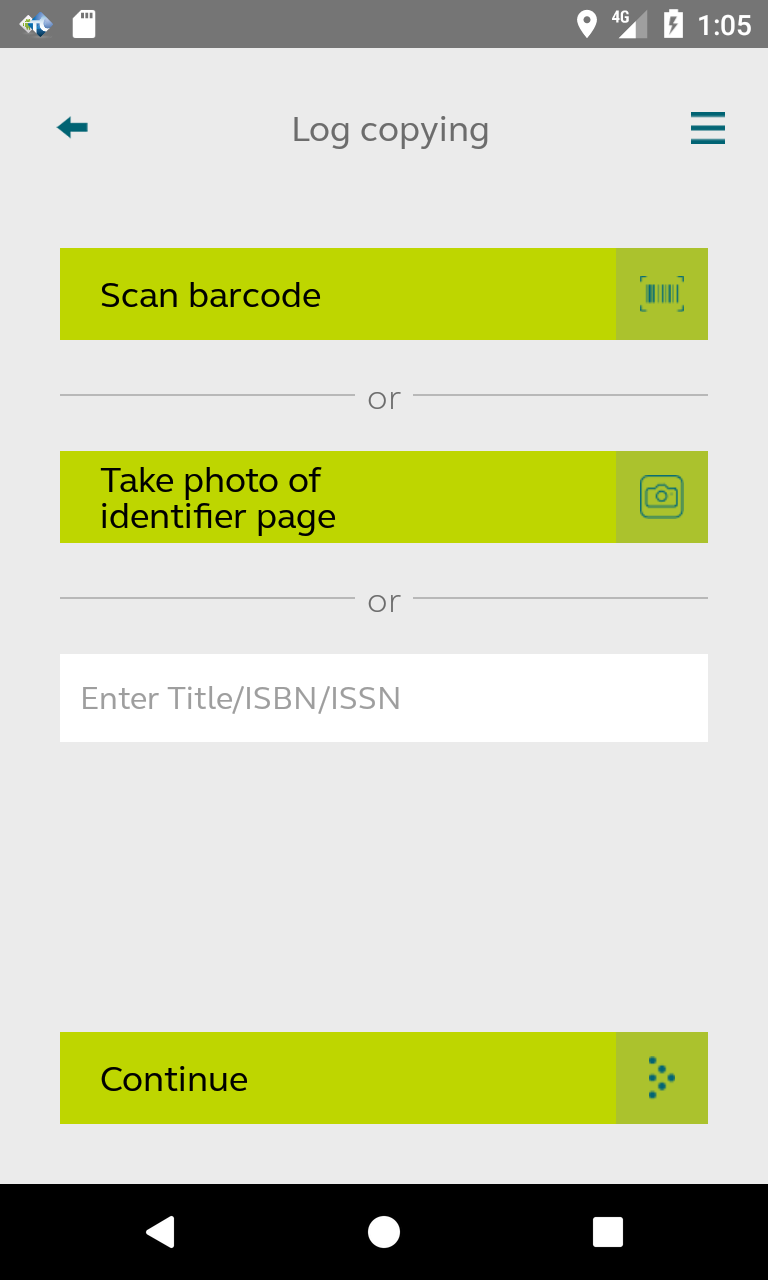 4G 1:05
Log copying
Scan barcode
or
Take photo of
identifier page
or
Enter Title/ISBN/ISSN
Continue